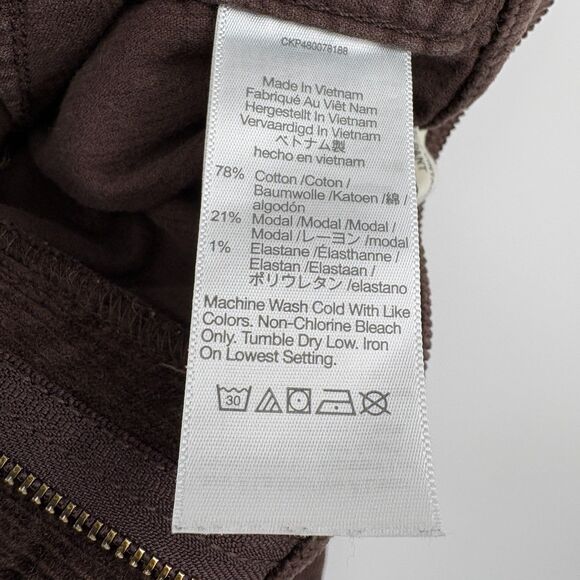 CKP480078188
Made In Vietnam
Fabriqué Au Viêt Nam
Hergestellt In Vietnam
Vervaardigd In Vietnam
ベトナム製
hecho en vietnam
78% Cotton /Coton /
Baumwolle /Katoen /綿 /
algodón
21% Modal /Modal /Modal /
Modal /レーヨン /modal
1% Elastane /Élasthanne /
Elastan /Elastaan /
ポリウレタン /elastano
Machine Wash Cold With Like
Colors. Non-Chlorine Bleach
Only. Tumble Dry Low. Iron
On Lowest Setting.
30